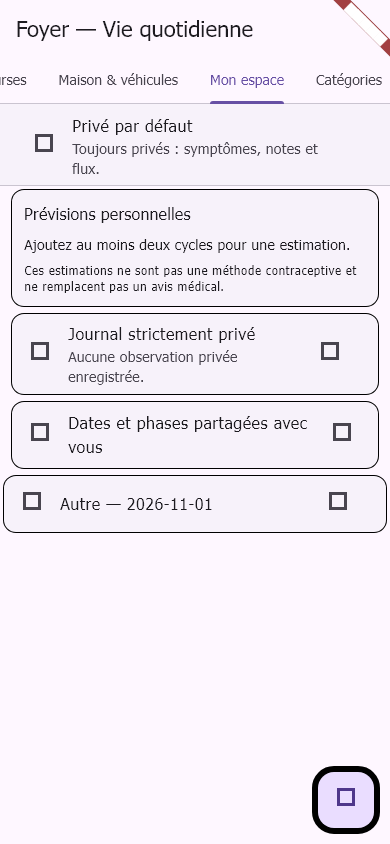 Foyer — Vie quotidienne
rses
Maison & véhicules
Mon espace
Catégories
Privé par défaut
Toujours privés : symptômes, notes et
flux.
Prévisions personnelles
Ajoutez au moins deux cycles pour une estimation.
Ces estimations ne sont pas une méthode contraceptive et
ne remplacent pas un avis médical.
Journal strictement privé
Aucune observation privée
enregistrée.
Dates et phases partagées avec
vous
Autre — 2026-11-01